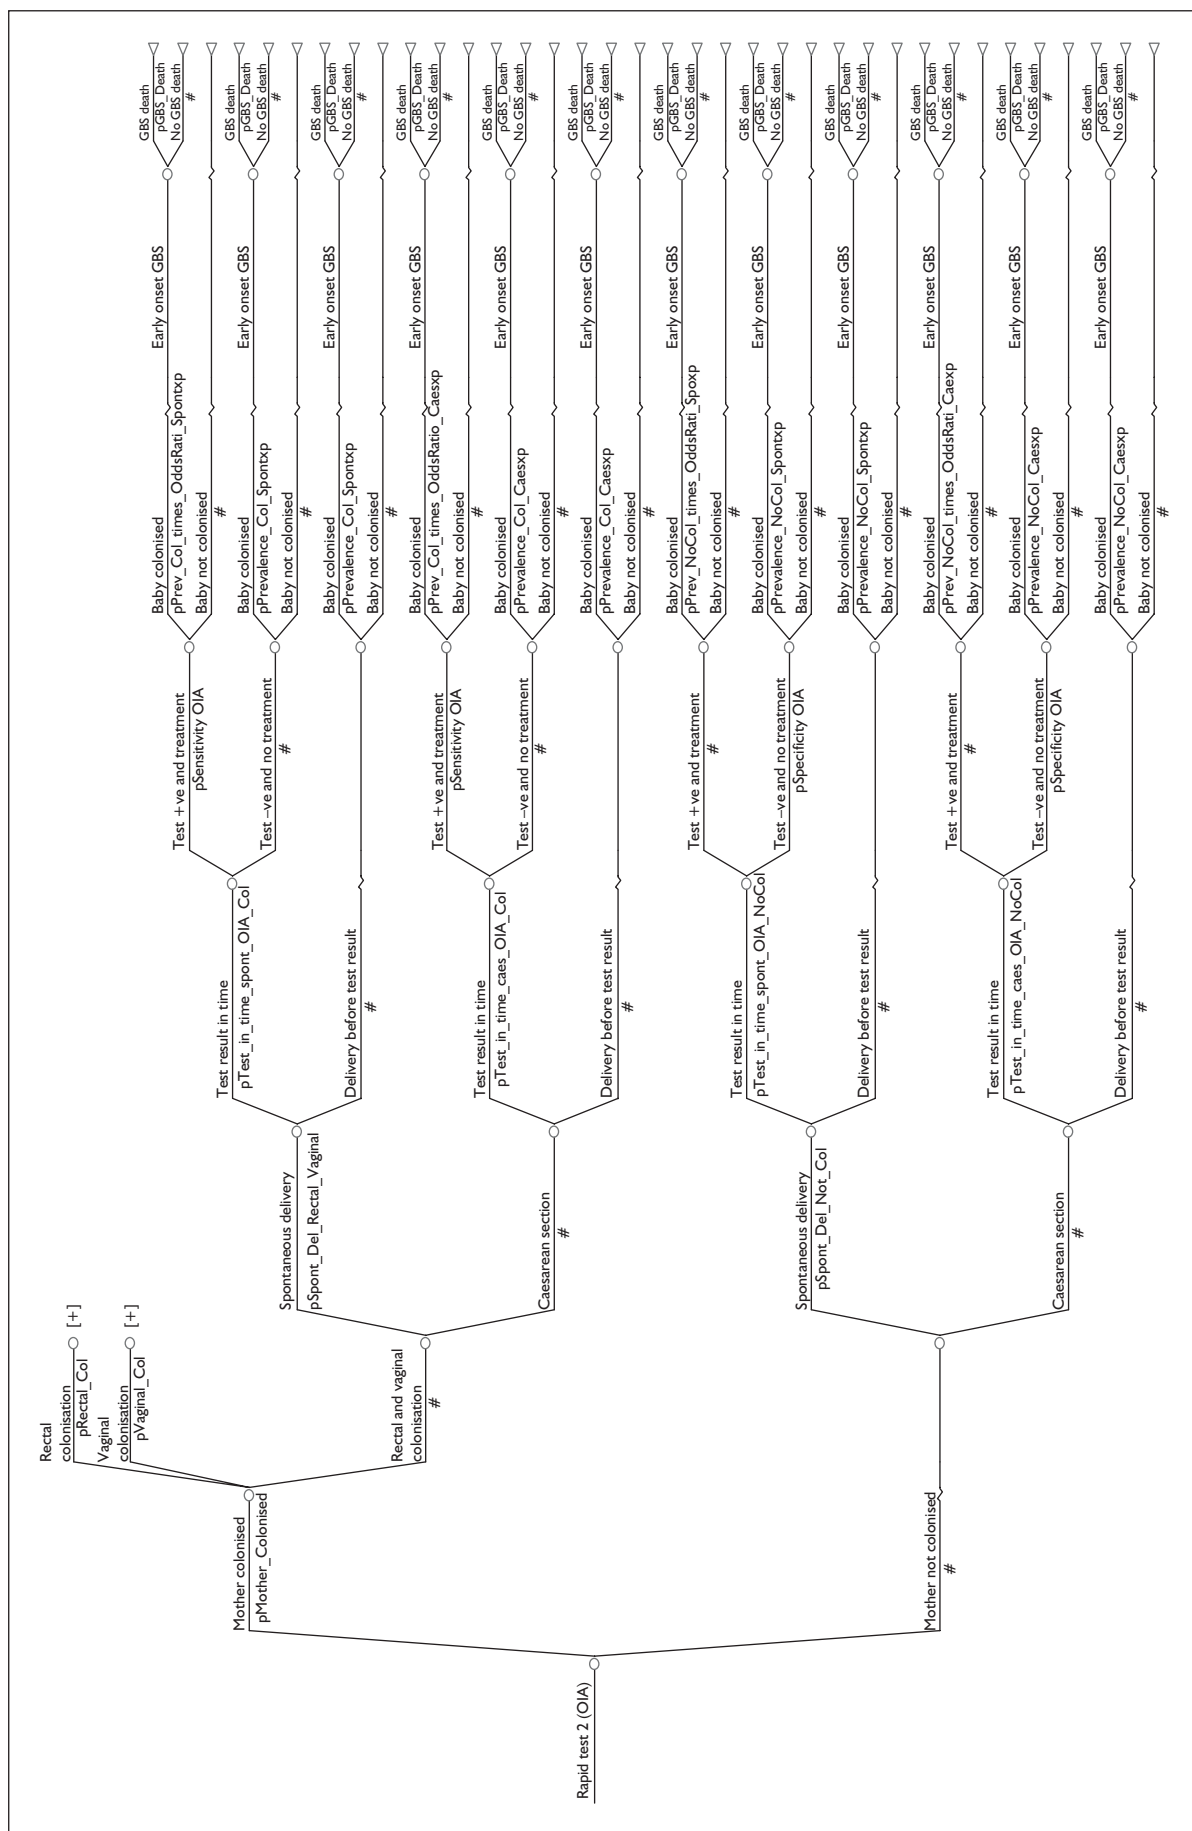 Rapid test 2 (OIA)
Mother colonised
pMother_Colonised
Mother not colonised
#
Rectal
colonisation
pRectal_Col
[+]
Vaginal
colonisation
pVaginal_Col
[+]
Rectal and vaginal
colonisation
#
Spontaneous delivery
pSpont_Del_Rectal_Vaginal
Caesarean section
#
Spontaneous delivery
pSpont_Del_Not_Col
Caesarean section
#
Test result in time
pTest_in_time_spont_OIA_Col
Delivery before test result
#
Test result in time
pTest_in_time_caes_OIA_Col
Delivery before test result
#
Test result in time
pTest_in_time_spont_OIA_NoCol
Delivery before test result
#
Test result in time
pTest_in_time_caes_OIA_NoCol
Delivery before test result
#
Test +ve and treatment
pSensitivity OIA
Test –ve and no treatment
#
Test +ve and treatment
pSensitivity OIA
Test –ve and no treatment
#
Test +ve and treatment
#
Test –ve and no treatment
pSpecificity OIA
Test +ve and treatment
#
Test –ve and no treatment
pSpecificity OIA
Baby colonised
pPrev_Col_times_OddsRati_Spontxp
Baby not colonised
#
Baby colonised
pPrevalence_Col_Spontxp
Baby not colonised
#
Baby colonised
pPrevalence_Col_Spontxp
Baby not colonised
#
Baby colonised
pPrev_Col_times_OddsRatio_Caesxp
Baby not colonised
#
Baby colonised
pPrevalence_Col_Caesxp
Baby not colonised
#
Baby colonised
pPrevalence_Col_Caesxp
Baby not colonised
#
Baby colonised
pPrev_NoCol_times_OddsRati_Spoxp
Baby not colonised
#
Baby colonised
pPrevalence_NoCol_Spontxp
Baby not colonised
#
Baby colonised
pPrevalence_NoCol_Spontxp
Baby not colonised
#
Baby colonised
pPrev_NoCol_times_OddsRati_Caexp
Baby not colonised
#
Baby colonised
pPrevalence_NoCol_Caesxp
Baby not colonised
#
Baby colonised
pPrevalence_NoCol_Caesxp
Baby not colonised
#
Early onset GBS
Early onset GBS
Early onset GBS
Early onset GBS
Early onset GBS
Early onset GBS
Early onset GBS
Early onset GBS
Early onset GBS
Early onset GBS
Early onset GBS
Early onset GBS
GBS death
pGBS_Death
No GBS death
#
GBS death
pGBS_Death
No GBS death
#
GBS death
pGBS_Death
No GBS death
#
GBS death
pGBS_Death
No GBS death
#
GBS death
pGBS_Death
No GBS death
#
GBS death
pGBS_Death
No GBS death
#
GBS death
pGBS_Death
No GBS death
#
GBS death
pGBS_Death
No GBS death
#
GBS death
pGBS_Death
No GBS death
#
GBS death
pGBS_Death
No GBS death
#
GBS death
pGBS_Death
No GBS death
#
GBS death
pGBS_Death
No GBS death
#